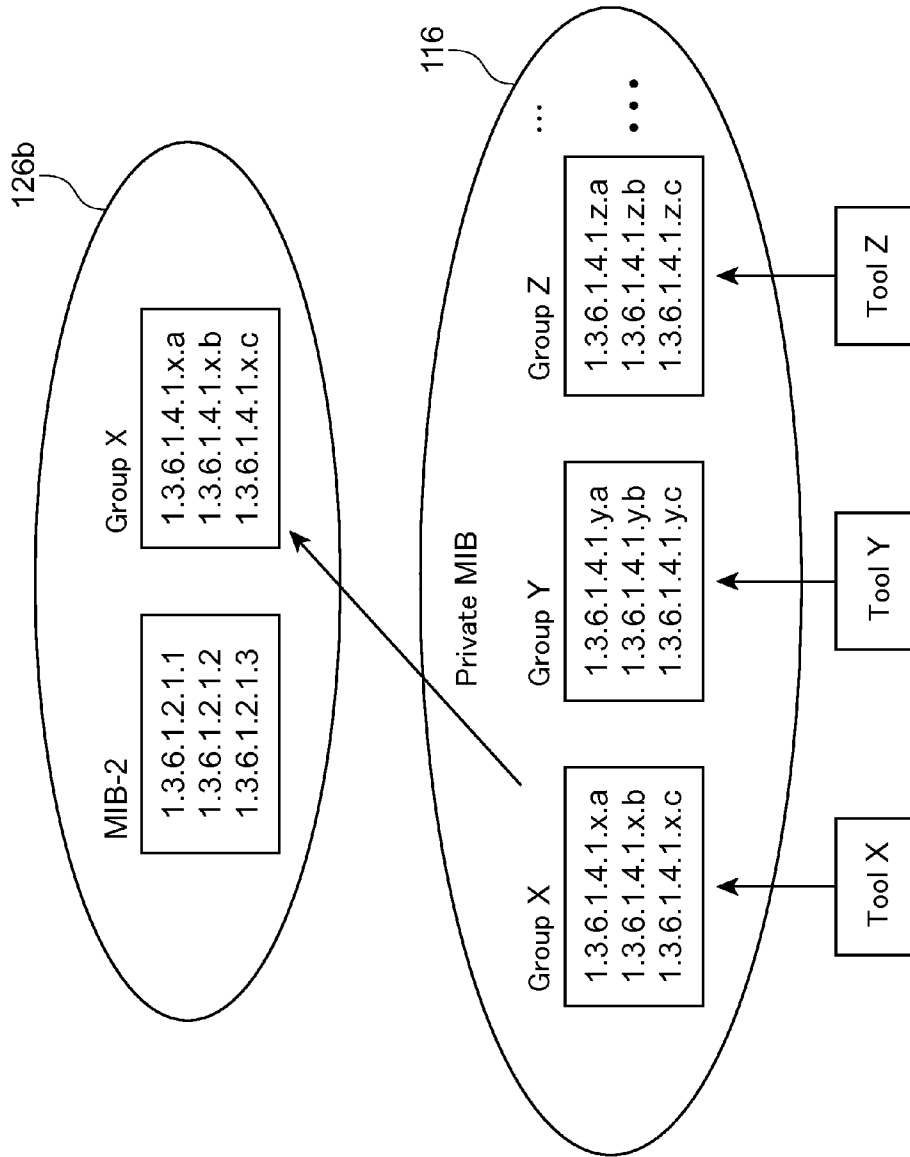 126b
MIB-2
1.3.6.1.2.1.1
1.3.6.1.2.1.2
1.3.6.1.2.1.3
Group X
1.3.6.1.4.1.x.a
1.3.6.1.4.1.x.b
1.3.6.1.4.1.x.c
116
Private MIB
Group X
1.3.6.1.4.1.x.a
1.3.6.1.4.1.x.b
1.3.6.1.4.1.x.c
Group Y
1.3.6.1.4.1.y.a
1.3.6.1.4.1.y.b
1.3.6.1.4.1.y.c
Group Z
1.3.6.1.4.1.z.a
1.3.6.1.4.1.z.b
1.3.6.1.4.1.z.c
...
•••
Tool X
Tool Y
Tool Z